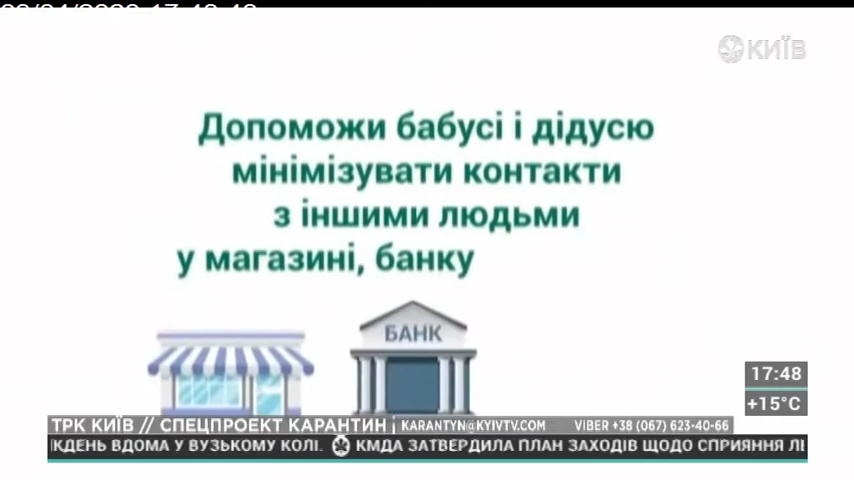 КИЇВ
Допоможи бабусі і дідусю
мінімізувати контакти
з іншими людьми
у магазині, банку
БАНК
17:48
+15°C
ТРК КИЇВ // СПЕЦПРОЕКТ КАРАНТИН | KARANTYN@KYIVTV.COM VIBER +38 (067) 623-40-66
ЖДЕНЬ ВДОМА У ВУЗЬКОМУ КОЛІ. КМДА ЗАТВЕРДИЛА ПЛАН ЗАХОДІВ ЩОДО СПРИЯННЯ